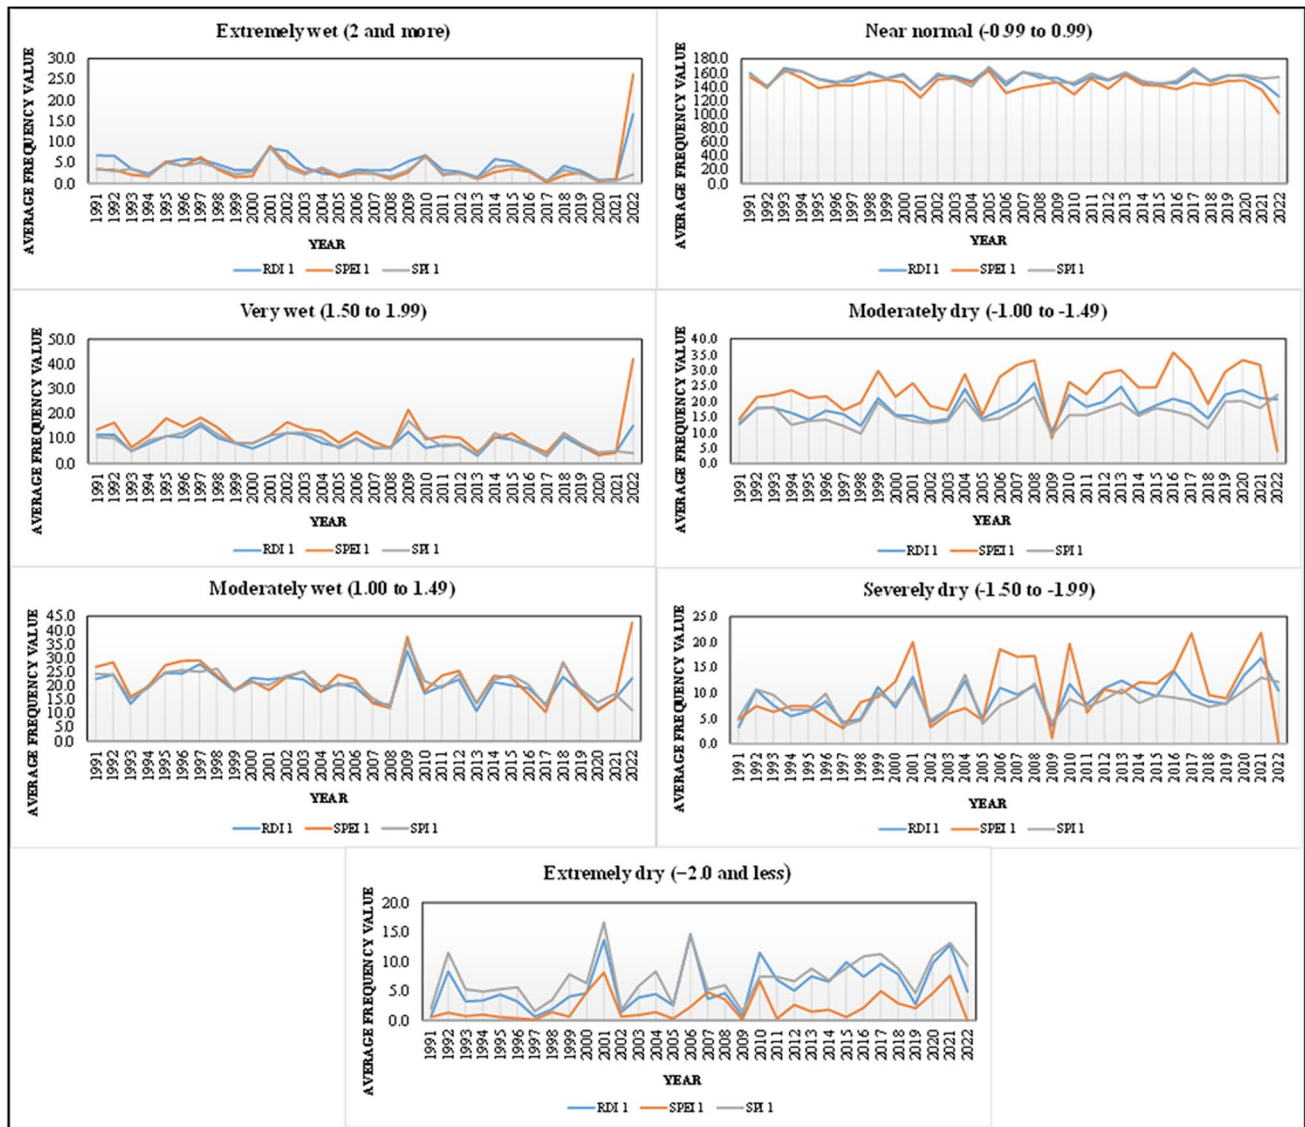 Extremely wet (2 and more)
AVERAGE FREQUENCY VALUE
30.0
25.0
20.0
15.0
10.0
5.0
0.0
1991 1992 1993 1994 1995 1996 1997 1998 1999 2000 2001 2002 2003 2004 2005 2006 2007 2008 2009 2010 2011 2012 2013 2014 2015 2016 2017 2018 2019 2020 2021 2022
YEAR
RDI 1 SPEI 1 SPI 1
Near normal (-0.99 to 0.99)
AVERAGE FREQUENCY VALUE
180.0
160.0
140.0
120.0
100.0
80.0
60.0
40.0
20.0
0.0
1991 1992 1993 1994 1995 1996 1997 1998 1999 2000 2001 2002 2003 2004 2005 2006 2007 2008 2009 2010 2011 2012 2013 2014 2015 2016 2017 2018 2019 2020 2021 2022
YEAR
RDI 1 SPEI 1 SPI 1
Very wet (1.50 to 1.99)
AVERAGE FREQUENCY VALUE
50.0
40.0
30.0
20.0
10.0
0.0
1991 1992 1993 1994 1995 1996 1997 1998 1999 2000 2001 2002 2003 2004 2005 2006 2007 2008 2009 2010 2011 2012 2013 2014 2015 2016 2017 2018 2019 2020 2021 2022
YEAR
RDI 1 SPEI 1 SPI 1
Moderately dry (-1.00 to -1.49)
AVERAGE FREQUENCY VALUE
40.0
35.0
30.0
25.0
20.0
15.0
10.0
5.0
0.0
1991 1992 1993 1994 1995 1996 1997 1998 1999 2000 2001 2002 2003 2004 2005 2006 2007 2008 2009 2010 2011 2012 2013 2014 2015 2016 2017 2018 2019 2020 2021 2022
YEAR
RDI 1 SPEI 1 SPI 1
Moderately wet (1.00 to 1.49)
AVERAGE FREQUENCY VALUE
45.0
40.0
35.0
30.0
25.0
20.0
15.0
10.0
5.0
0.0
1991 1992 1993 1994 1995 1996 1997 1998 1999 2000 2001 2002 2003 2004 2005 2006 2007 2008 2009 2010 2011 2012 2013 2014 2015 2016 2017 2018 2019 2020 2021 2022
YEAR
RDI 1 SPEI 1 SPI 1
Severely dry (-1.50 to -1.99)
AVERAGE FREQUENCY VALUE
25.0
20.0
15.0
10.0
5.0
0.0
1991 1992 1993 1994 1995 1996 1997 1998 1999 2000 2001 2002 2003 2004 2005 2006 2007 2008 2009 2010 2011 2012 2013 2014 2015 2016 2017 2018 2019 2020 2021 2022
YEAR
RDI 1 SPEI 1 SPI 1
Extremely dry (−2.0 and less)
AVERAGE FREQUENCY VALUE
20.0
15.0
10.0
5.0
0.0
1991 1992 1993 1994 1995 1996 1997 1998 1999 2000 2001 2002 2003 2004 2005 2006 2007 2008 2009 2010 2011 2012 2013 2014 2015 2016 2017 2018 2019 2020 2021 2022
YEAR
RDI 1 SPEI 1 SPI 1